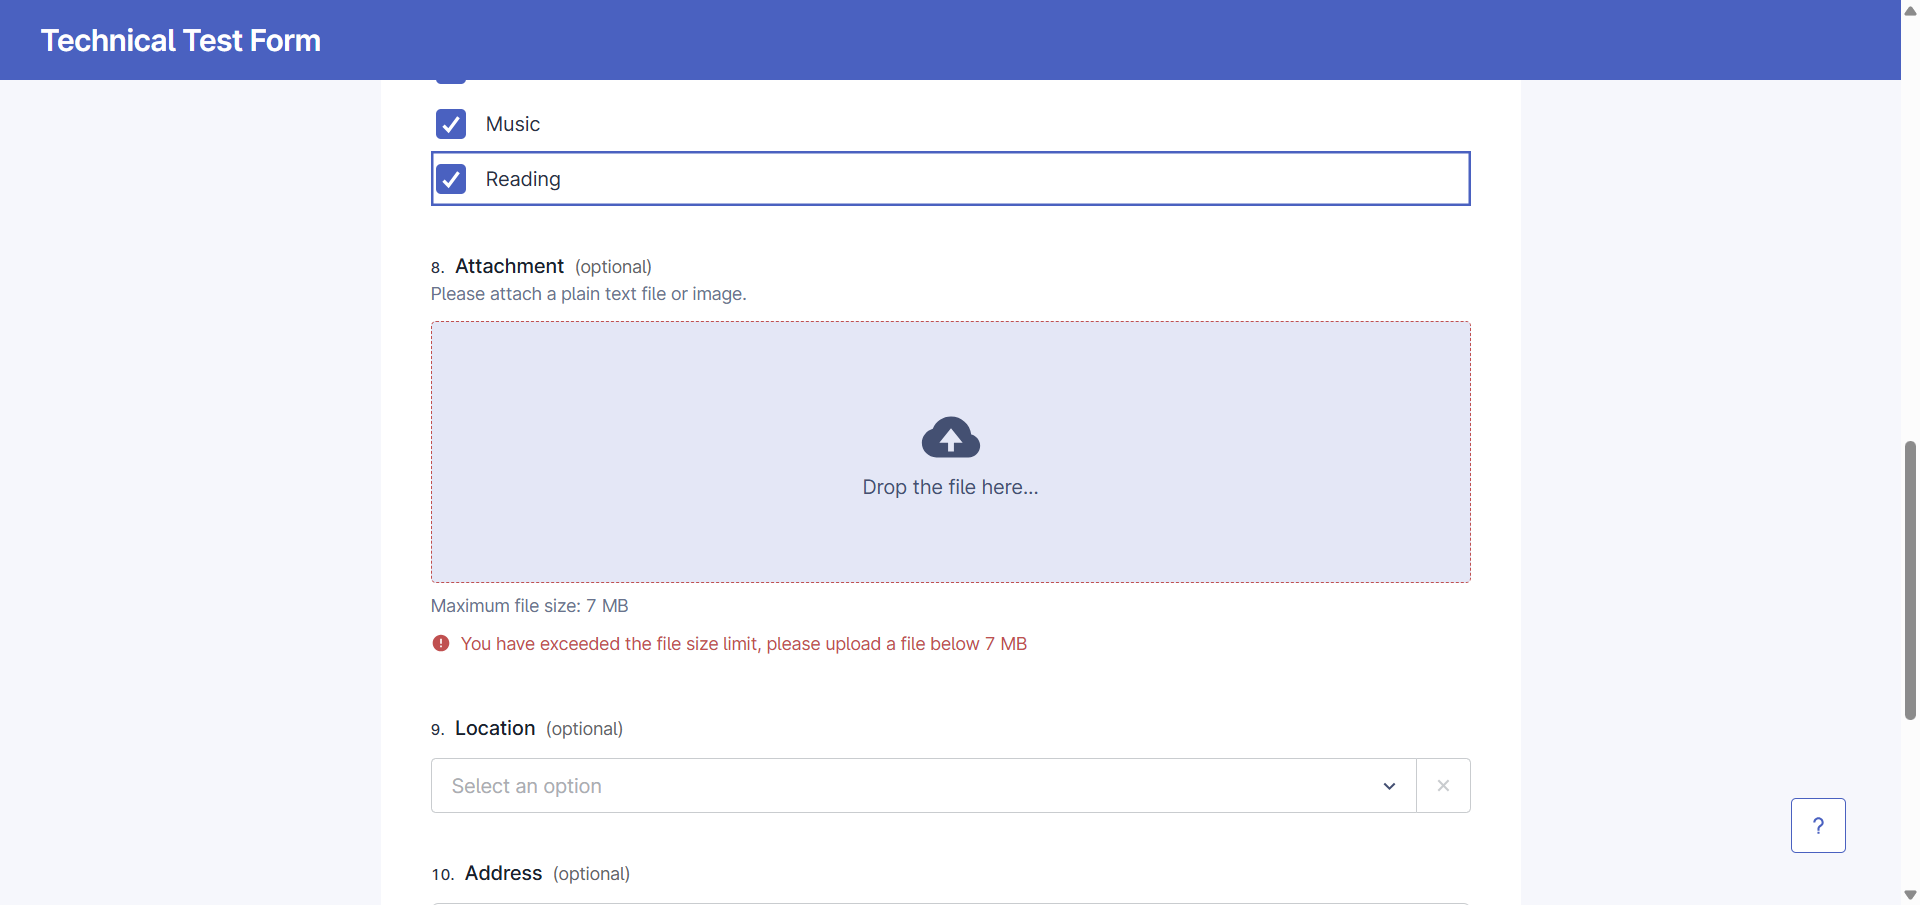 Technical Test Form
Music
Reading
8. Attachment (optional)
Please attach a plain text file or image.
Drop the file here...
Maximum file size: 7 MB
You have exceeded the file size limit, please upload a file below 7 MB
9. Location (optional)
Select an option
?
10. Address (optional)